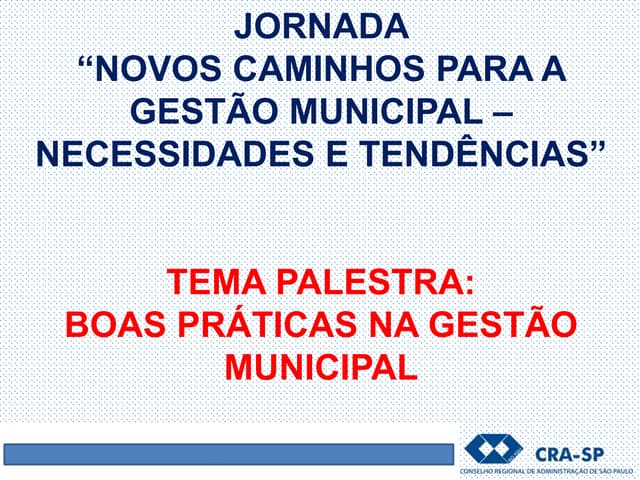 JORNADA
“NOVOS CAMINHOS PARA A
GESTÃO MUNICIPAL –
NECESSIDADES E TENDÊNCIAS”
TEMA PALESTRA:
BOAS PRÁTICAS NA GESTÃO
MUNICIPAL
CRA-SP
CONSELHO REGIONAL DE ADMINISTRAÇÃO DE SÃO PAULO